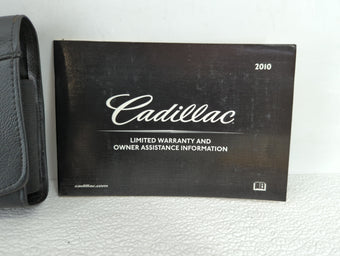 2010
Cadillac
LIMITED WARRANTY AND
OWNER ASSISTANCE INFORMATION
cadillac.com